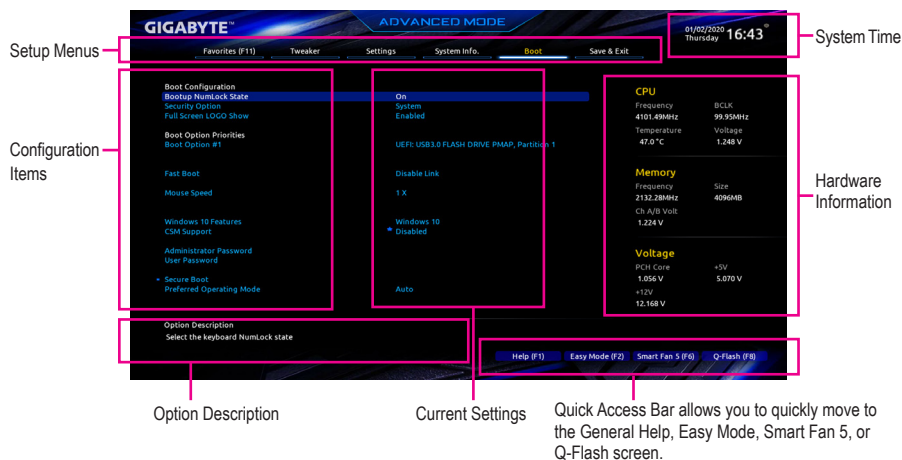 GIGABYTE™
ADVANCED MODE
01/02/2020
Thursday
16:43
Setup Menus
System Time
Favorites (F11) Tweaker Settings System Info. Boot Save & Exit
Boot Configuration
Bootup NumLock State On
Security Option System
Full Screen LOGO Show Enabled
Boot Option Priorities
Boot Option #1 UEFI: USB3.0 FLASH DRIVE PMAP, Partition 1
Fast Boot Disable Link
Mouse Speed 1 X
Windows 10 Features Windows 10
CSM Support Disabled
Administrator Password
User Password
Secure Boot
Preferred Operating Mode Auto
Configuration
Items
CPU
Frequency BCLK
4101.49MHz 99.95MHz
Temperature Voltage
47.0 °C 1.248 V
Memory
Frequency Size
2132.28MHz 4096MB
Ch A/B Volt
1.224 V
Voltage
PCH Core +5V
1.056 V 5.070 V
+12V
12.168 V
Hardware
Information
Option Description
Select the keyboard NumLock state
Help (F1) Easy Mode (F2) Smart Fan 5 (F6) Q-Flash (F8)
Option Description
Current Settings
Quick Access Bar allows you to quickly move to
the General Help, Easy Mode, Smart Fan 5, or
Q-Flash screen.